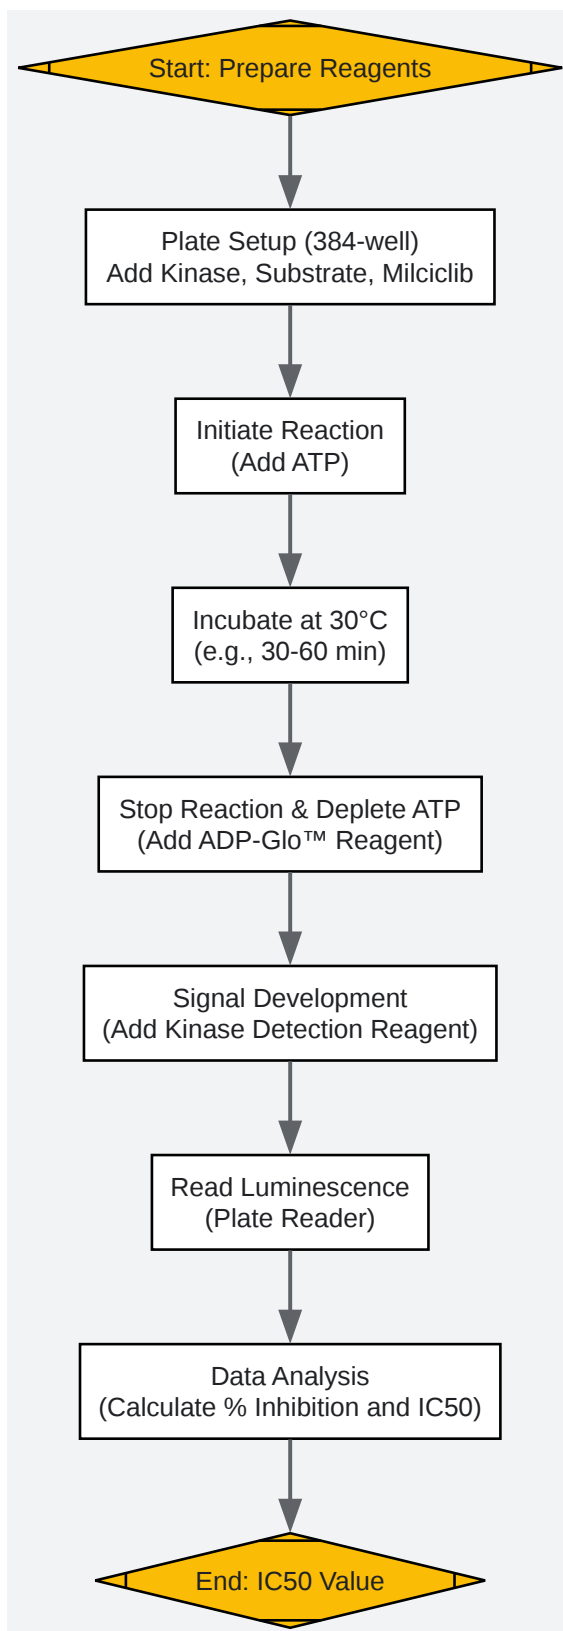 Start: Prepare Reagents
Plate Setup (384-well)
Add Kinase, Substrate, Milciclib
Initiate Reaction
(Add ATP)
Incubate at 30°C
(e.g., 30-60 min)
Stop Reaction & Deplete ATP
(Add ADP-Glo™ Reagent)
Signal Development
(Add Kinase Detection Reagent)
Read Luminescence
(Plate Reader)
Data Analysis
(Calculate % Inhibition and IC50)
End: IC50 Value